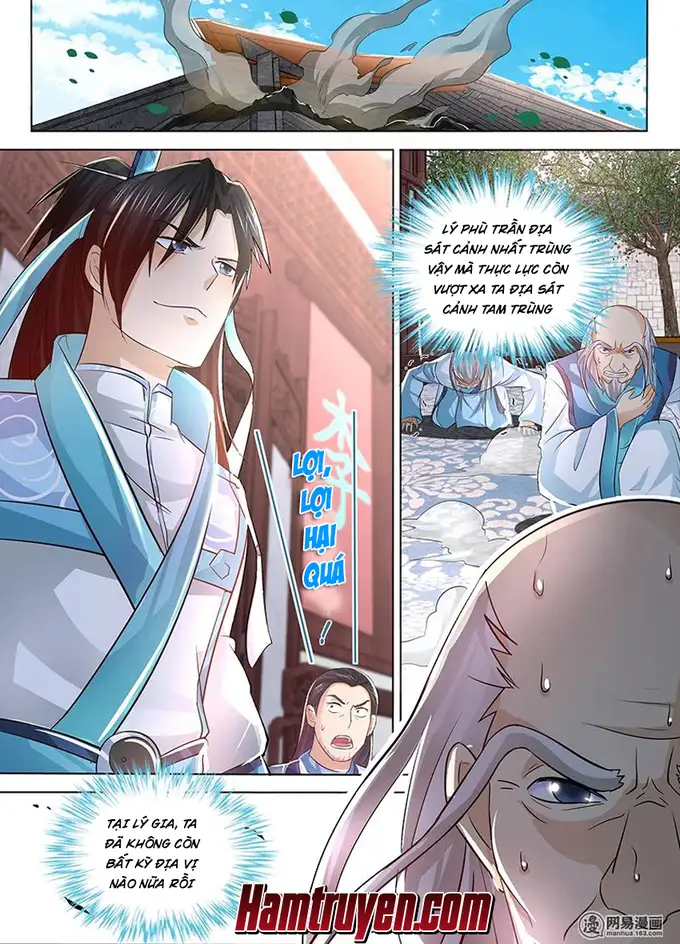 LÝ PHÙ TRẦN ĐỊA
SÁT CẢNH NHẤT TRÙNG
VẬY MÀ THỰC LỰC CÒN
VƯỢT XA TA ĐỊA SÁT
CẢNH TAM TRÙNG
LỢI,
LỢI
HẠI
QUÁ
!
TẠI LÝ GIA, TA
ĐÃ KHÔNG CÒN
BẤT KỲ ĐỊA VỊ
NÀO NỮA RỒI
Hamtruyen.com
漫 网易漫画
manhua.163.com